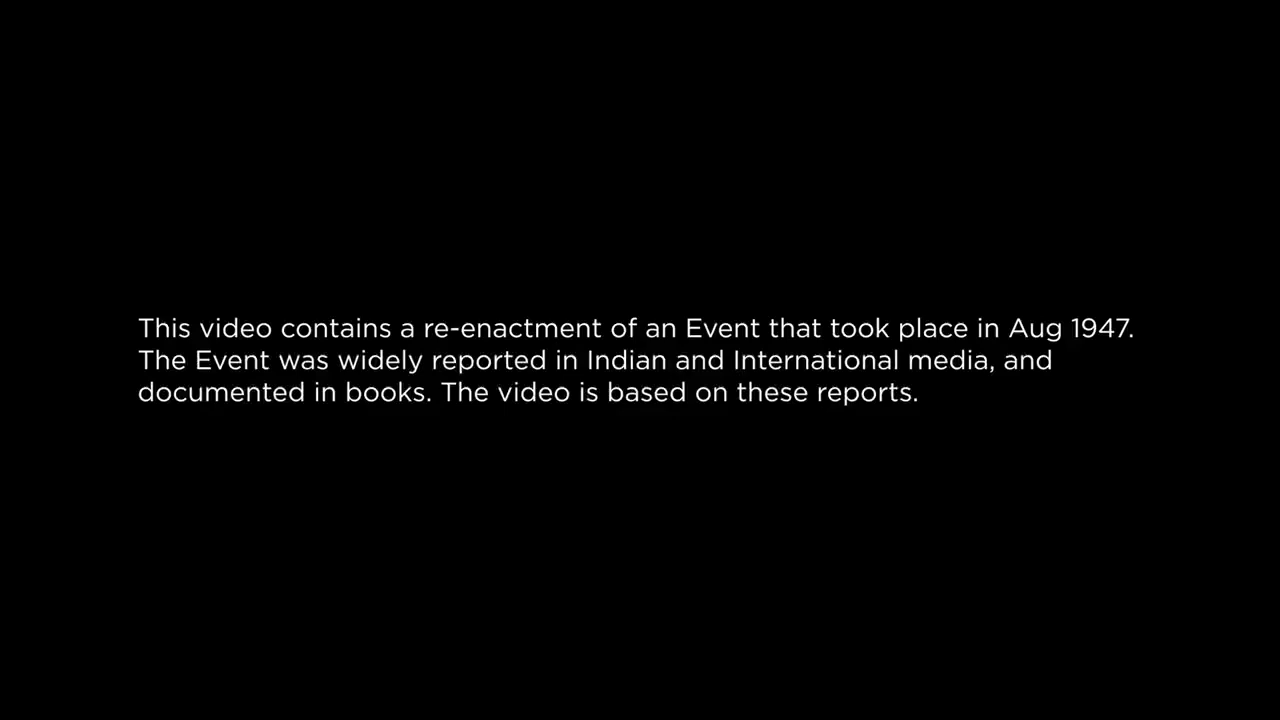 This video contains a re-enactment of an Event that took place in Aug 1947.
The Event was widely reported in Indian and International media, and
documented in books. The video is based on these reports.